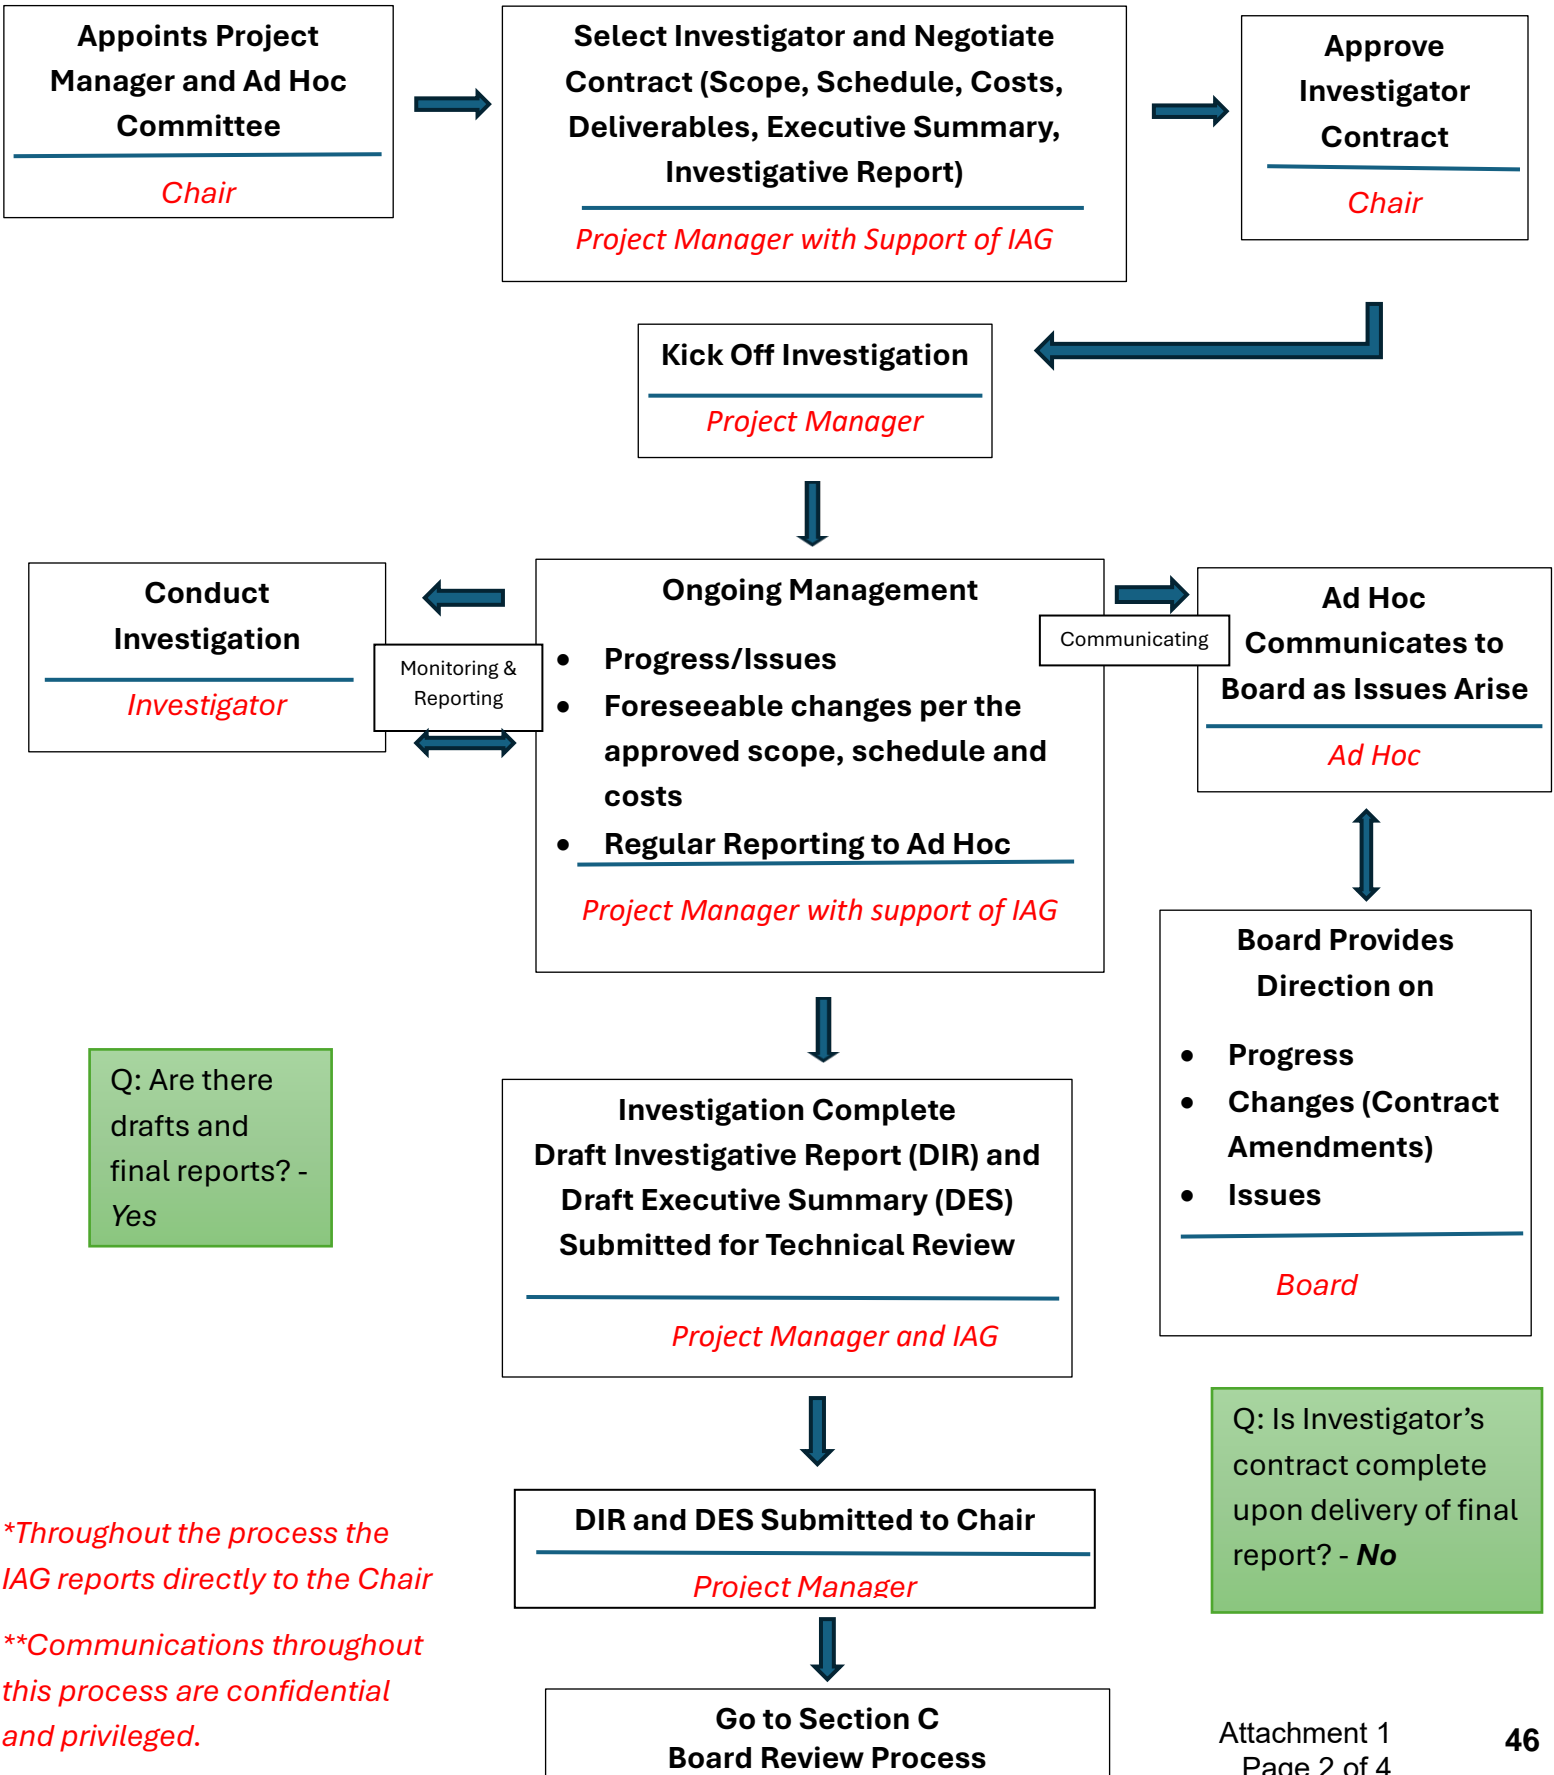 Appoints Project
Manager and Ad Hoc
Committee
Chair
Select Investigator and Negotiate
Contract (Scope, Schedule, Costs,
Deliverables, Executive Summary,
Investigative Report)
Project Manager with Support of IAG
Approve
Investigator
Contract
Chair
Kick Off Investigation
Project Manager
Conduct
Investigation
Investigator
Monitoring &
Reporting
Ongoing Management
• Progress/Issues
• Foreseeable changes per the
approved scope, schedule and
costs
• Regular Reporting to Ad Hoc
Project Manager with support of IAG
Communicating
Ad Hoc
Communicates to
Board as Issues Arise
Ad Hoc
Board Provides
Direction on
• Progress
• Changes (Contract
Amendments)
• Issues
Board
Q: Are there
drafts and
final reports? -
Yes
Investigation Complete
Draft Investigative Report (DIR) and
Draft Executive Summary (DES)
Submitted for Technical Review
Project Manager and IAG
Q: Is Investigator’s
contract complete
upon delivery of final
report? - No
DIR and DES Submitted to Chair
Project Manager
*Throughout the process the
IAG reports directly to the Chair
**Communications throughout
this process are confidential
and privileged.
Go to Section C
Board Review Process
Attachment 1
Page 2 of 4
46